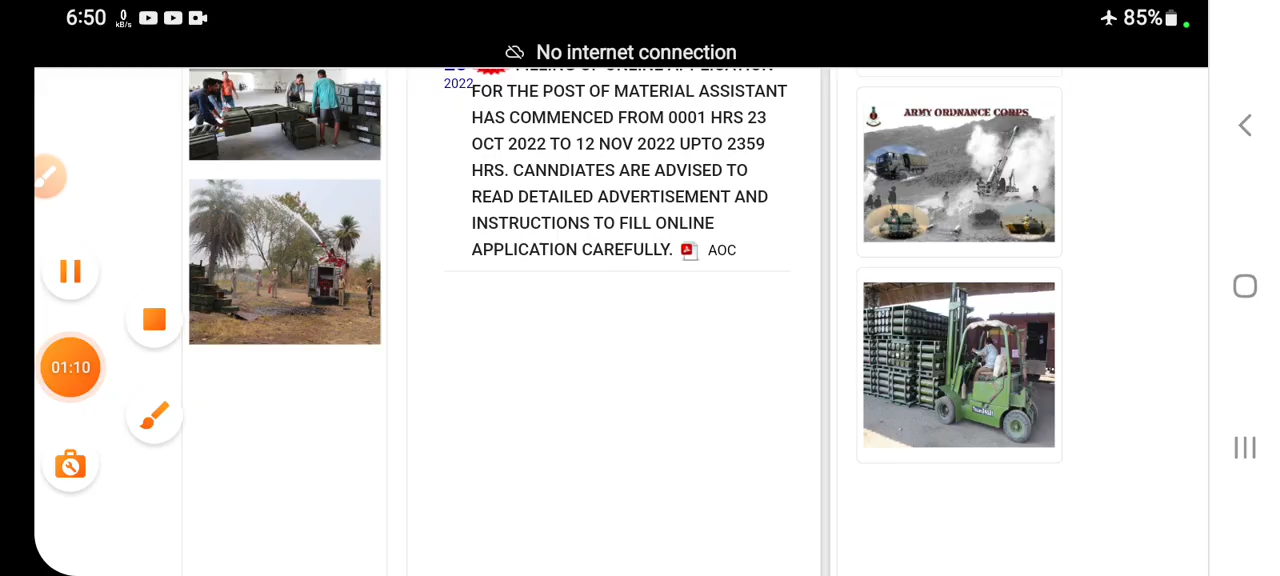 6:50
0
kB/s
85%
No internet connection
2022
FOR THE POST OF MATERIAL ASSISTANT
HAS COMMENCED FROM 0001 HRS 23
OCT 2022 TO 12 NOV 2022 UPTO 2359
HRS. CANNDIATES ARE ADVISED TO
READ DETAILED ADVERTISEMENT AND
INSTRUCTIONS TO FILL ONLINE
APPLICATION CAREFULLY. AOC
ARMY ORDNANCE CORPS
01:10